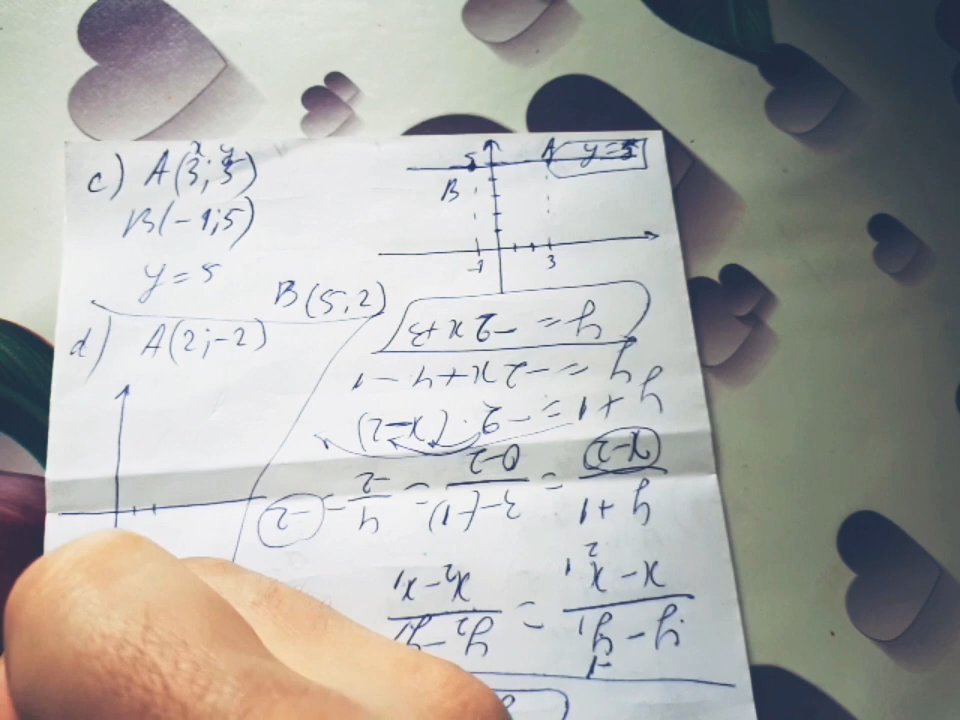 c) A(3; 5)
B(-1; 5)
y = 5
5 A y = 5
B
-1 3
d) A(2; -2) B(5, 2)
y - y1 / x - x1 = y2 - y1 / x2 - x1
y + 1 / x - 2 = 3 - (-1) / 0 - 2 = 4 / -2 = -2
y + 1 = -2 · (x - 2)
y = -2x + 4 - 1
y = -2x + 3